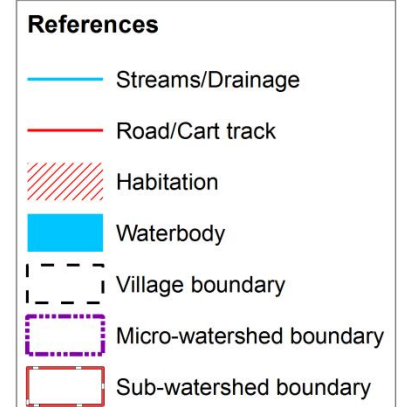 References
Streams/Drainage
Road/Cart track
Habitation
Waterbody
Village boundary
Micro-watershed boundary
Sub-watershed boundary